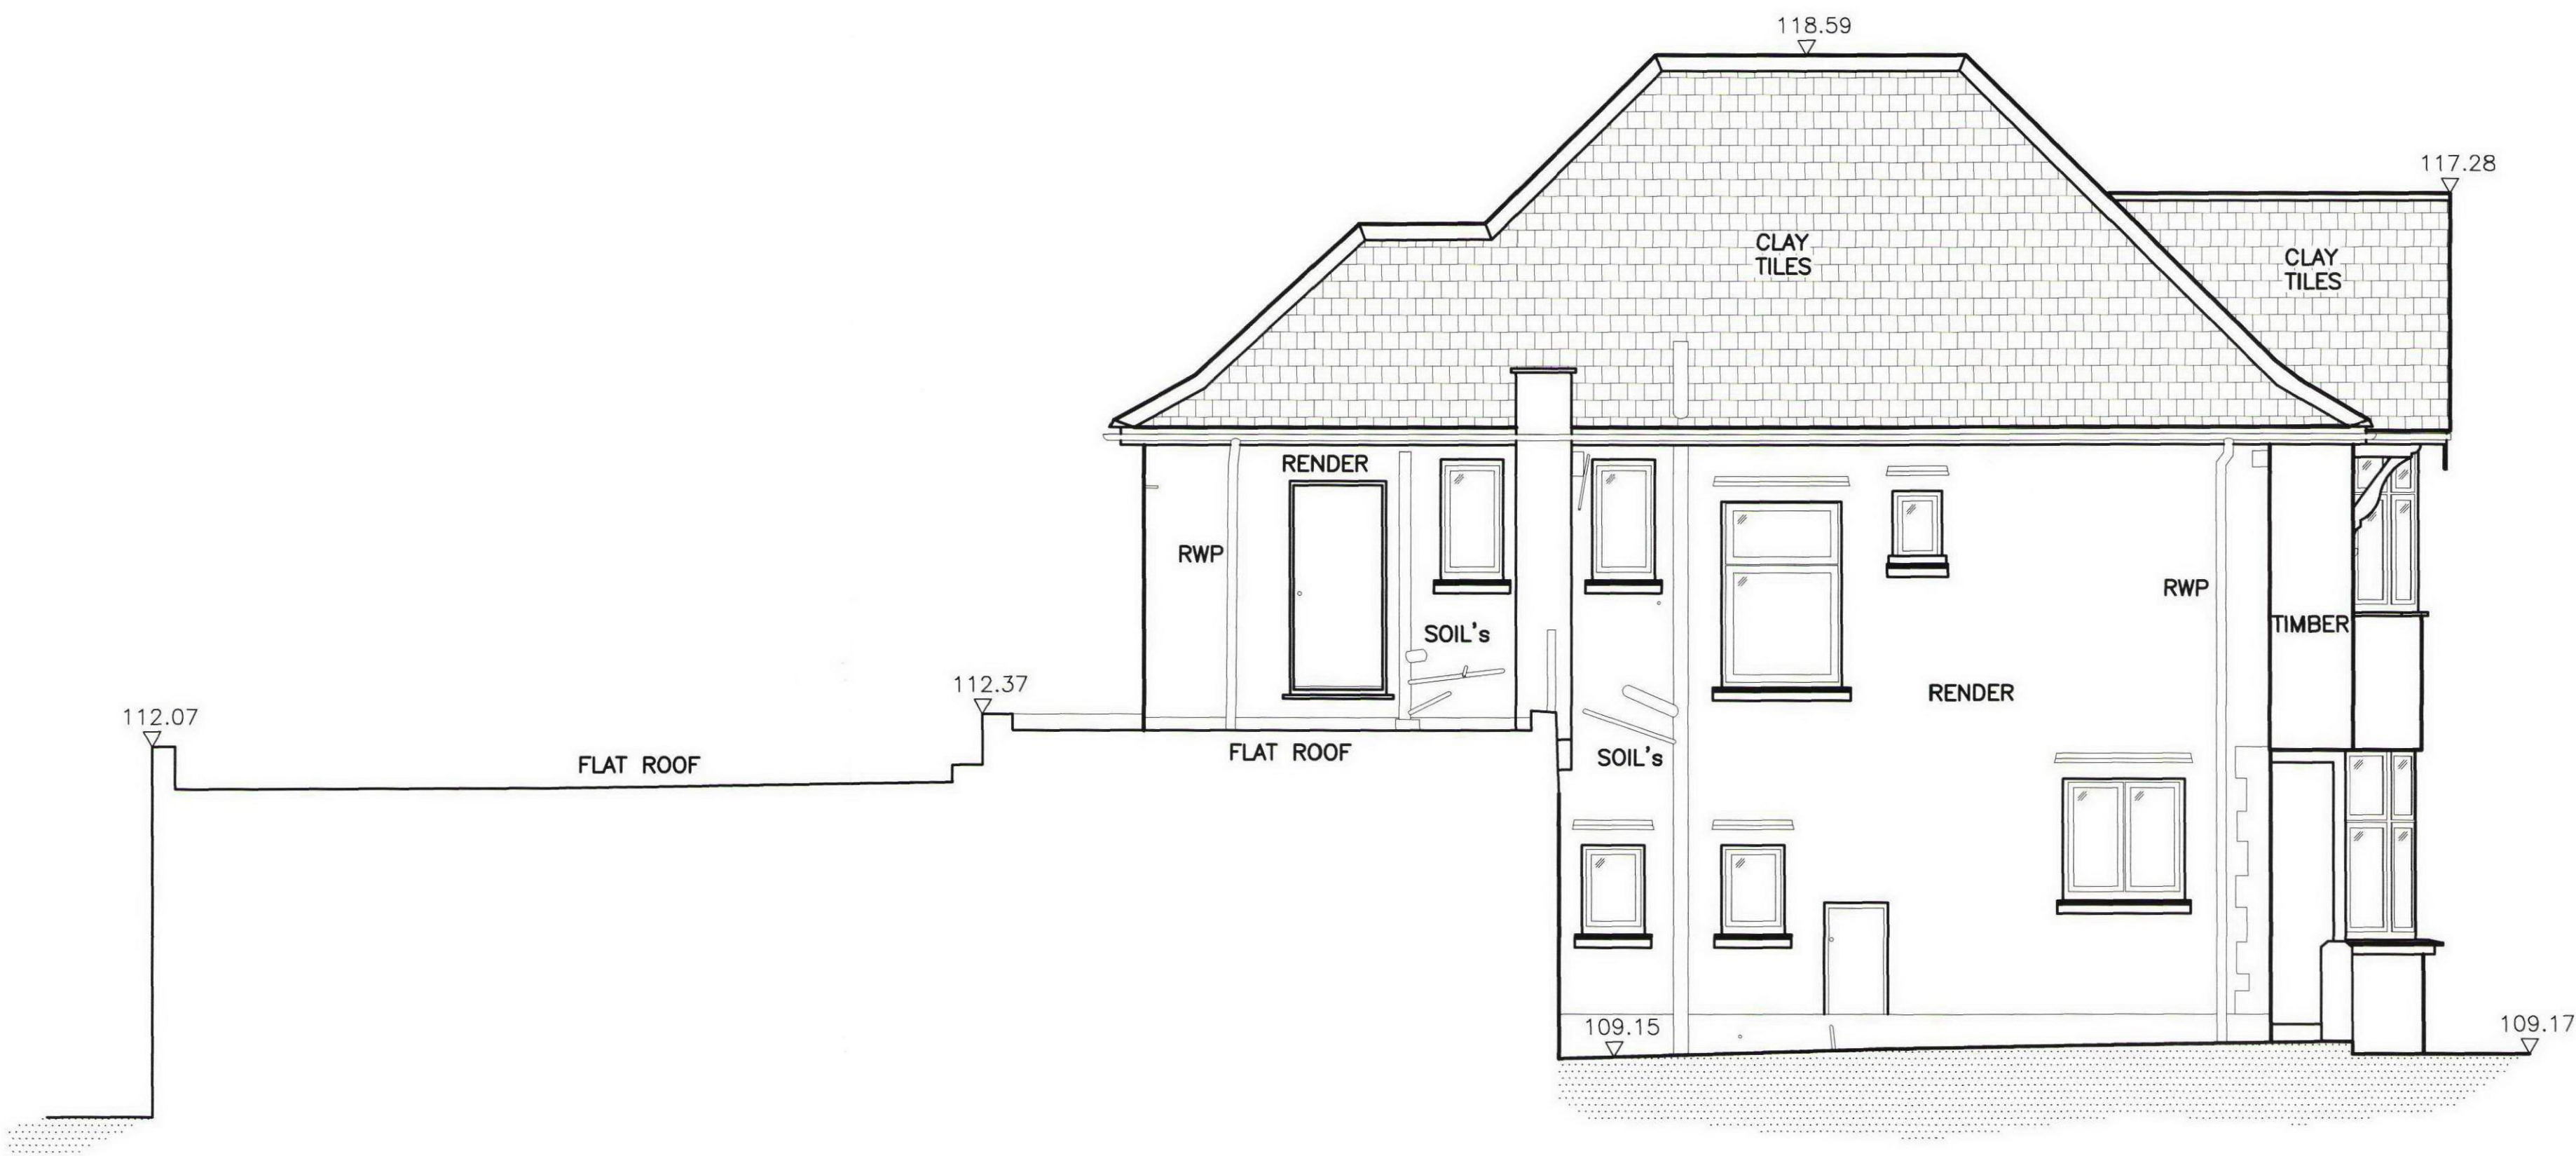 118.59
117.28
CLAY
TILES
CLAY
TILES
RENDER
RWP
RWP
TIMBER
SOIL's
112.37
RENDER
112.07
FLAT ROOF
FLAT ROOF
SOIL's
109.15
109.17